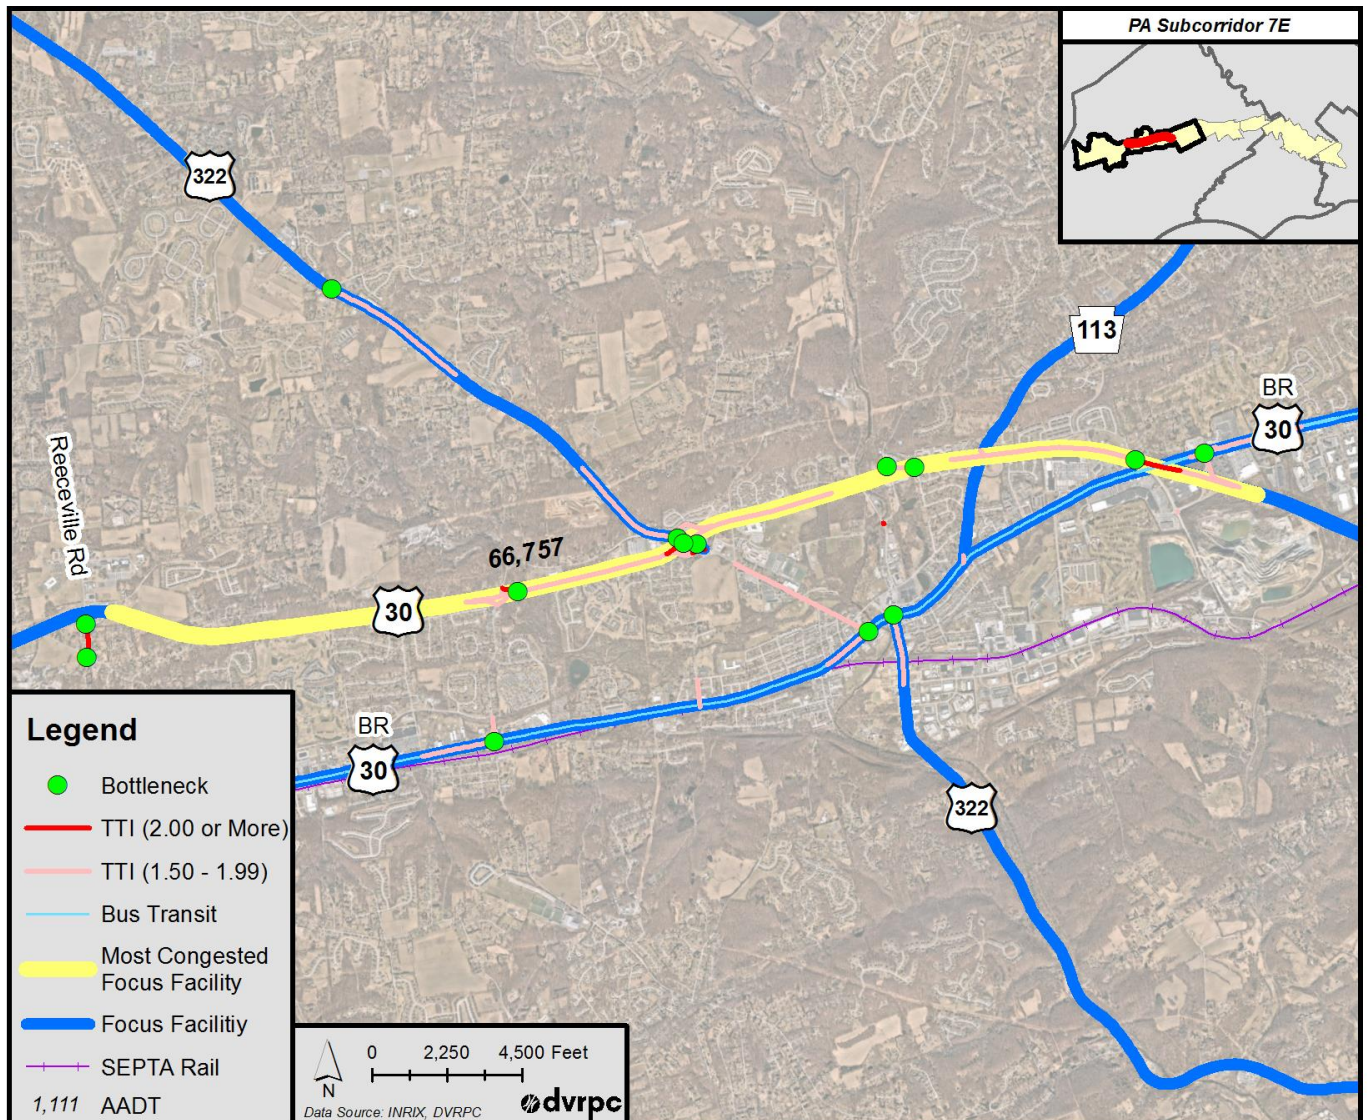 PA Subcorridor 7E
322
113
BR
30
Reeceville Rd
66,757
30
BR
30
322
Legend
Bottleneck
TTI (2.00 or More)
TTI (1.50 - 1.99)
Bus Transit
Most Congested
Focus Facility
Focus Facilitiy
SEPTA Rail
1,111 AADT
0 2,250 4,500 Feet
N
Data Source: INRIX, DVRPC
dvrpc